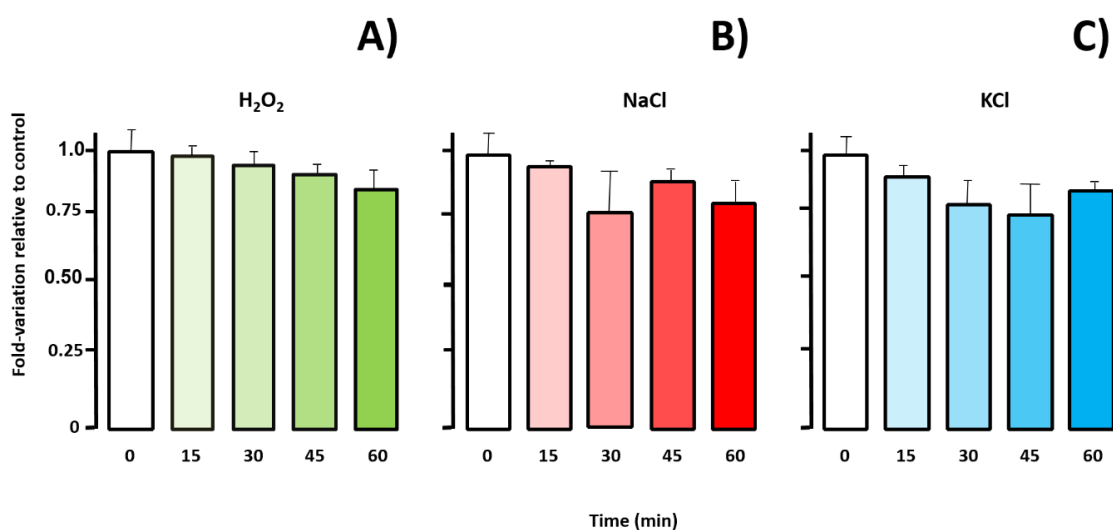 A)
B)
C)
H₂O₂
NaCl
KCl
Fold-variation relative to control
1.0
0.75
0.50
0.25
0
0 15 30 45 60
0 15 30 45 60
0 15 30 45 60
Time (min)